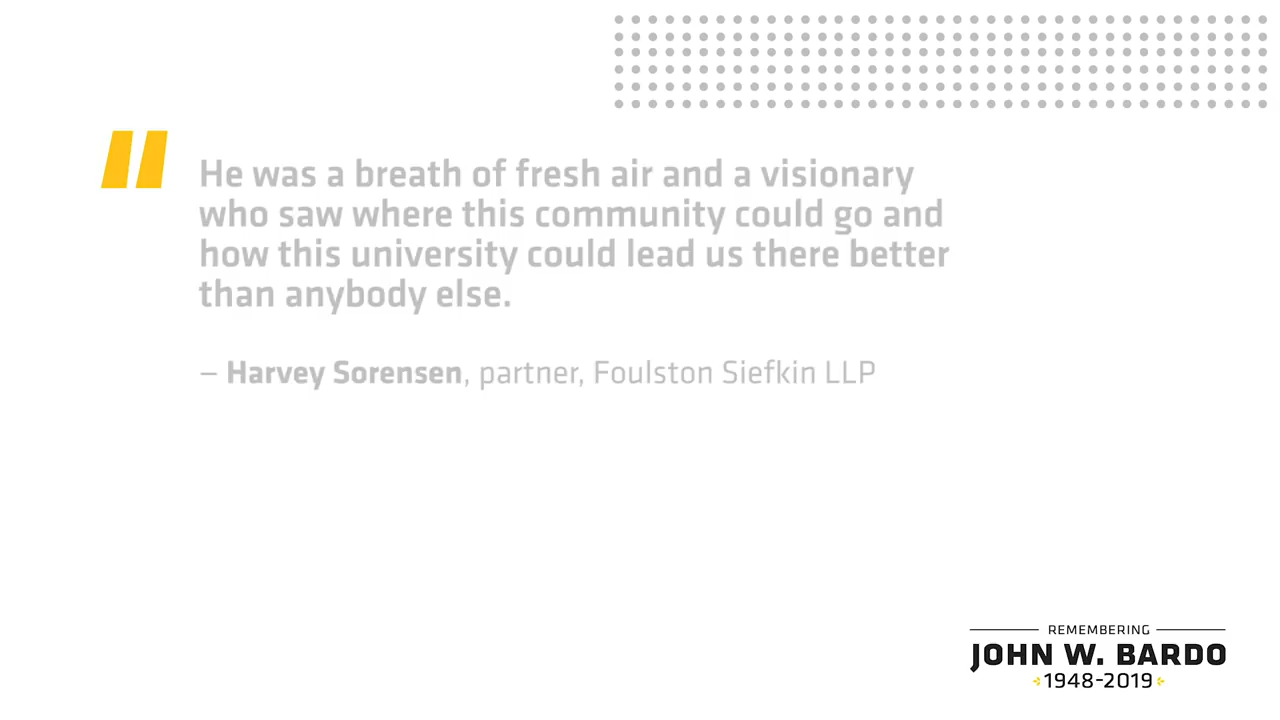 He was a breath of fresh air and a visionary
who saw where this community could go and
how this university could lead us there better
than anybody else.
– Harvey Sorensen, partner, Foulston Siefkin LLP
REMEMBERING
JOHN W. BARDO
1948-2019